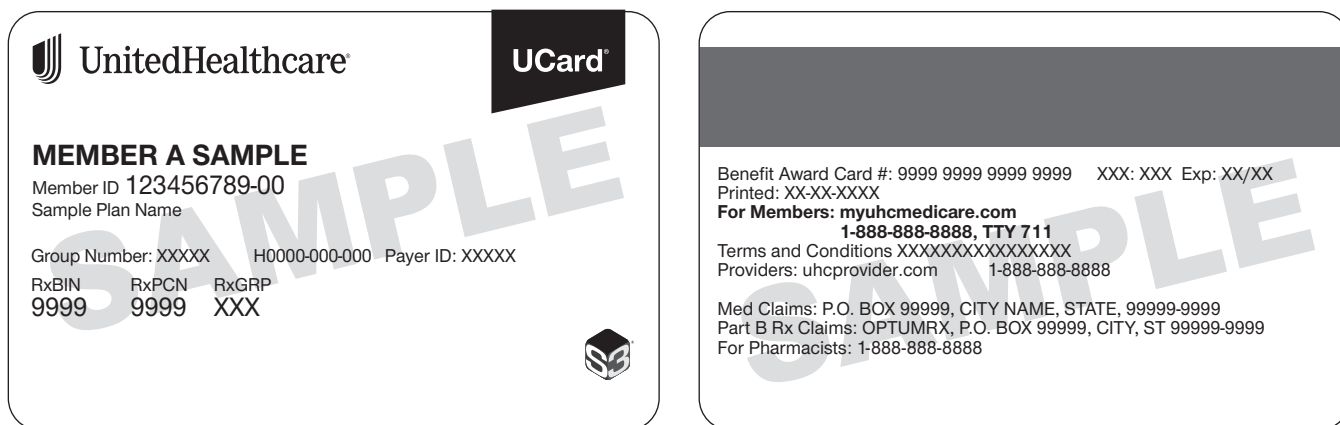 UnitedHealthcare®
UCard®
SAMPLE
MEMBER A SAMPLE
Member ID 123456789-00
Sample Plan Name
Group Number: XXXXX H0000-000-000 Payer ID: XXXXX
RxBIN RxPCN RxGRP
9999 9999 XXX
S3
SAMPLE
Benefit Award Card #: 9999 9999 9999 9999 XXX: XXX Exp: XX/XX
Printed: XX-XX-XXXX
For Members: myuhcmedicare.com
1-888-888-8888, TTY 711
Terms and Conditions XXXXXXXXXXXXXXXX
Providers: uhcprovider.com 1-888-888-8888
Med Claims: P.O. BOX 99999, CITY NAME, STATE, 99999-9999
Part B Rx Claims: OPTUMRX, P.O. BOX 99999, CITY, ST 99999-9999
For Pharmacists: 1-888-888-8888